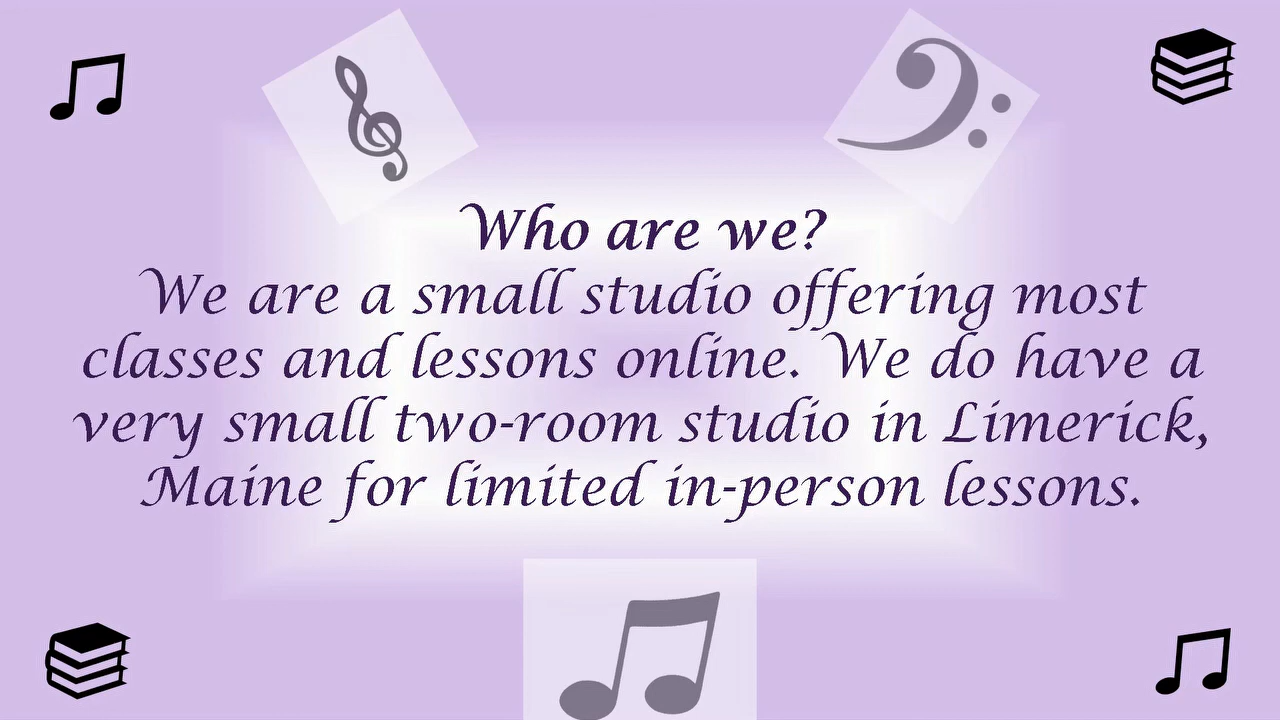 Who are we?
We are a small studio offering most
classes and lessons online. We do have a
very small two-room studio in Limerick,
Maine for limited in-person lessons.